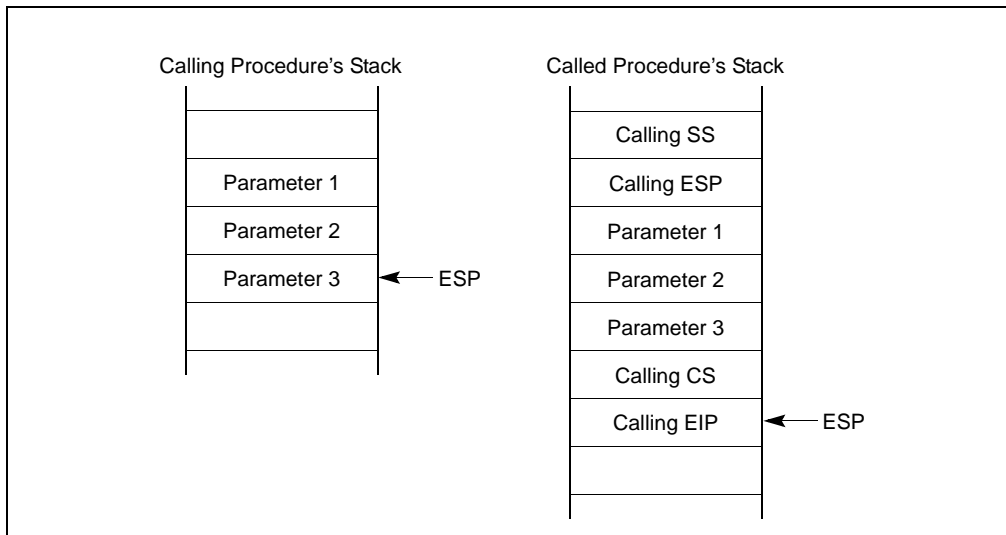 Calling Procedure’s Stack
Parameter 1
Parameter 2
Parameter 3
ESP
Called Procedure’s Stack
Calling SS
Calling ESP
Parameter 1
Parameter 2
Parameter 3
Calling CS
Calling EIP
ESP